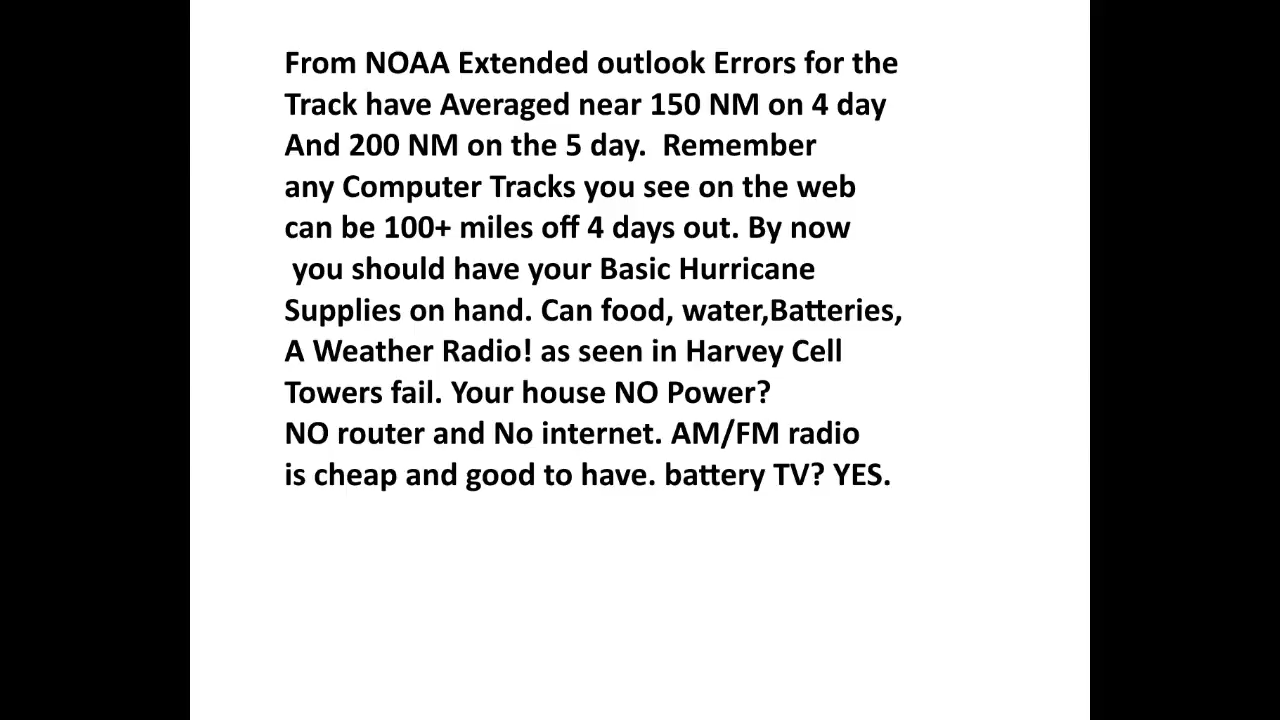 From NOAA Extended outlook Errors for the
Track have Averaged near 150 NM on 4 day
And 200 NM on the 5 day.  Remember
any Computer Tracks you see on the web
can be 100+ miles off 4 days out. By now
you should have your Basic Hurricane
Supplies on hand. Can food, water,Batteries,
A Weather Radio! as seen in Harvey Cell
Towers fail. Your house NO Power?
NO router and No internet. AM/FM radio
is cheap and good to have. battery TV? YES.